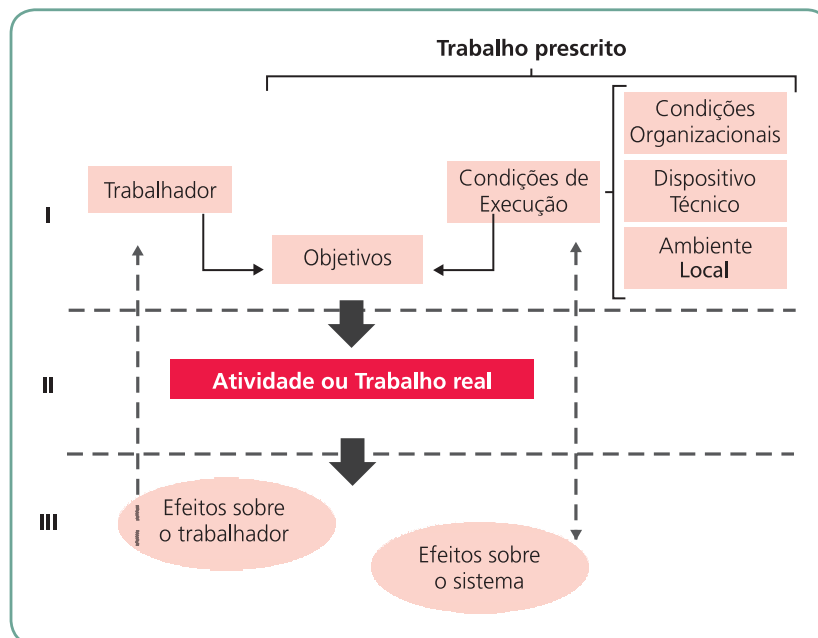 Trabalho prescrito
Condições
Organizacionais
Trabalhador
Condições de
Execução
Dispositivo
Técnico
I
Objetivos
Ambiente
Local
II
Atividade ou Trabalho real
III
Efeitos sobre
o trabalhador
Efeitos sobre
o sistema